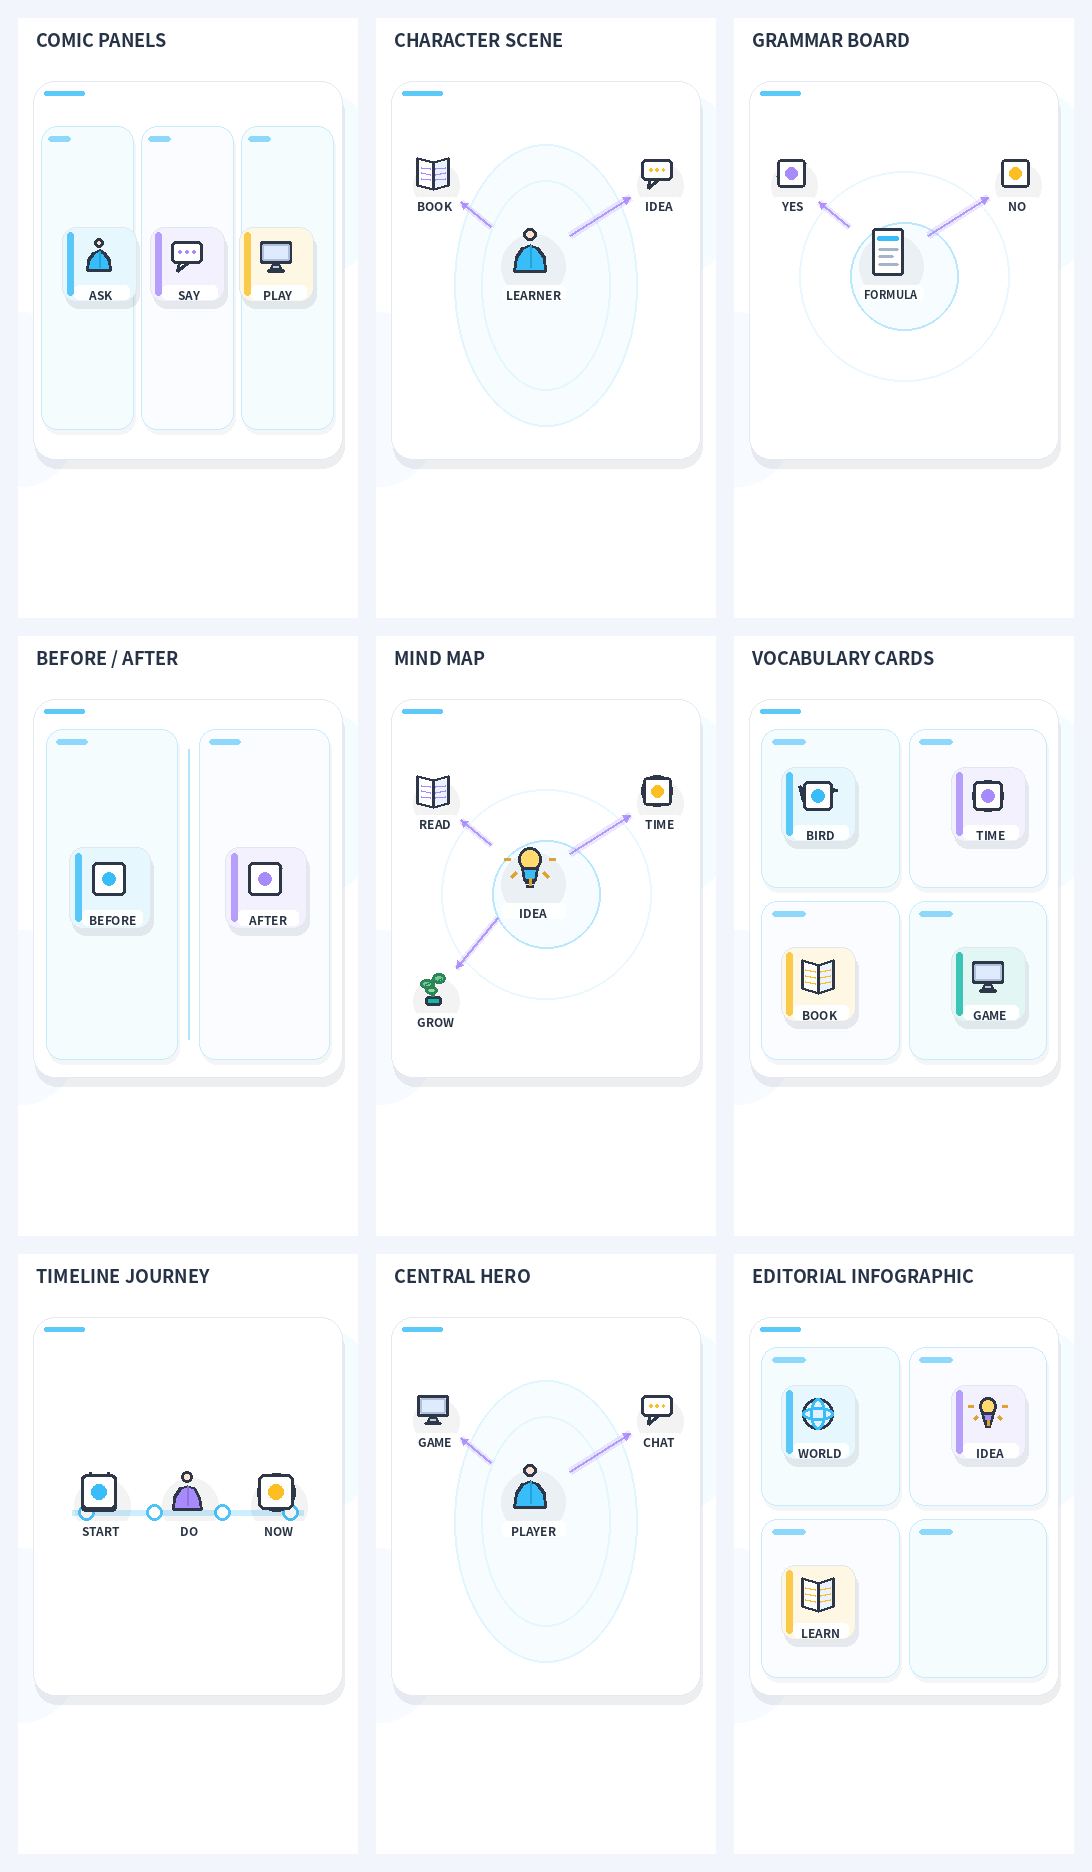 COMIC PANELS
ASK
SAY
PLAY
CHARACTER SCENE
BOOK
IDEA
LEARNER
GRAMMAR BOARD
YES
NO
FORMULA
BEFORE / AFTER
BEFORE
AFTER
MIND MAP
READ
TIME
IDEA
GROW
VOCABULARY CARDS
BIRD
TIME
BOOK
GAME
TIMELINE JOURNEY
START
DO
NOW
CENTRAL HERO
GAME
CHAT
PLAYER
EDITORIAL INFOGRAPHIC
WORLD
IDEA
LEARN